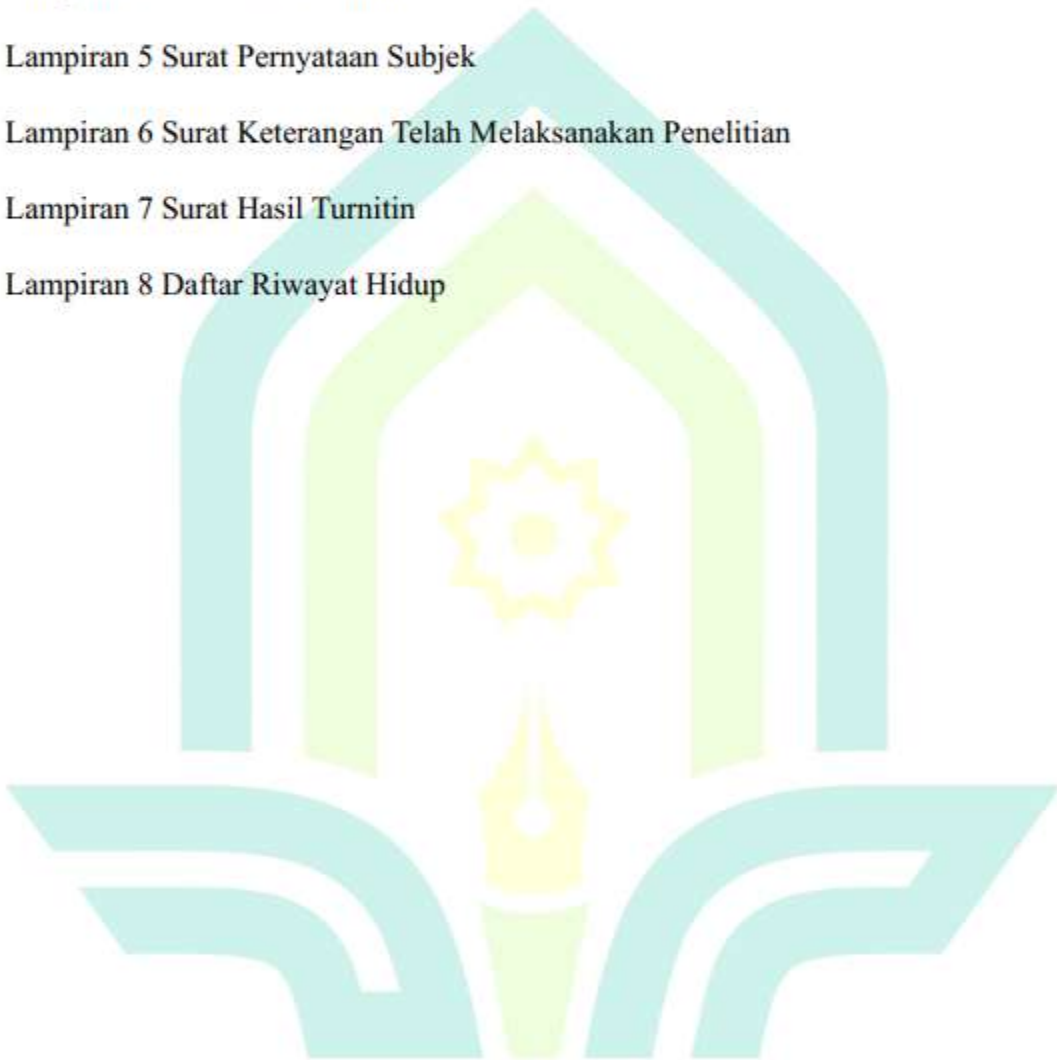 Lampiran 5 Surat Pernyataan Subjek
Lampiran 6 Surat Keterangan Telah Melaksanakan Penelitian
Lampiran 7 Surat Hasil Turnitin
Lampiran 8 Daftar Riwayat Hidup